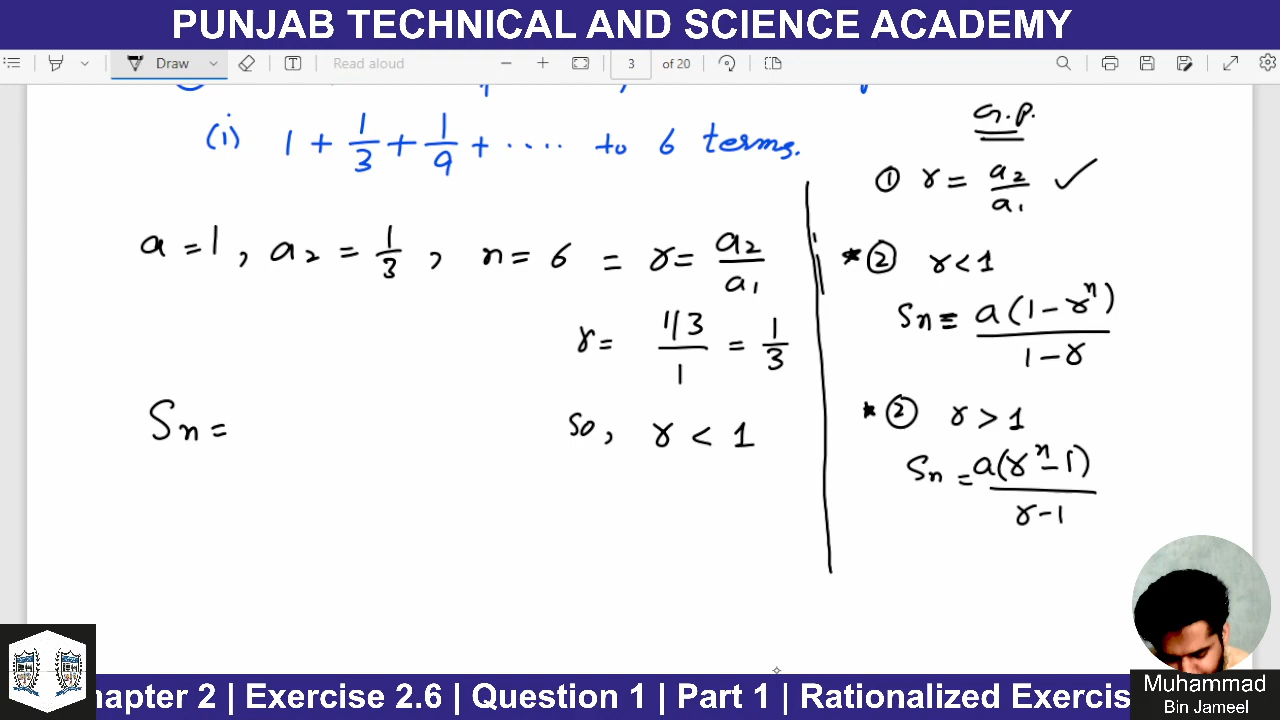 PUNJAB TECHNICAL AND SCIENCE ACADEMY
Draw
Read aloud
3 of 20
(i) 1 + 1/3 + 1/9 + .... to 6 terms.
a = 1, a2 = 1/3, n = 6 = r = a2/a1
r = 1/3/1 = 1/3
Sn =
so, r < 1
G.P.
① r = a2/a1 ✓
* ② r < 1
Sn = a(1 - r^n)/1 - r
* ② r > 1
Sn = a(r^n - 1)/r - 1
hapter 2 | Exercise 2.6 | Question 1 | Part 1 | Rationalized Exercis
Muhammad
Bin Jameel